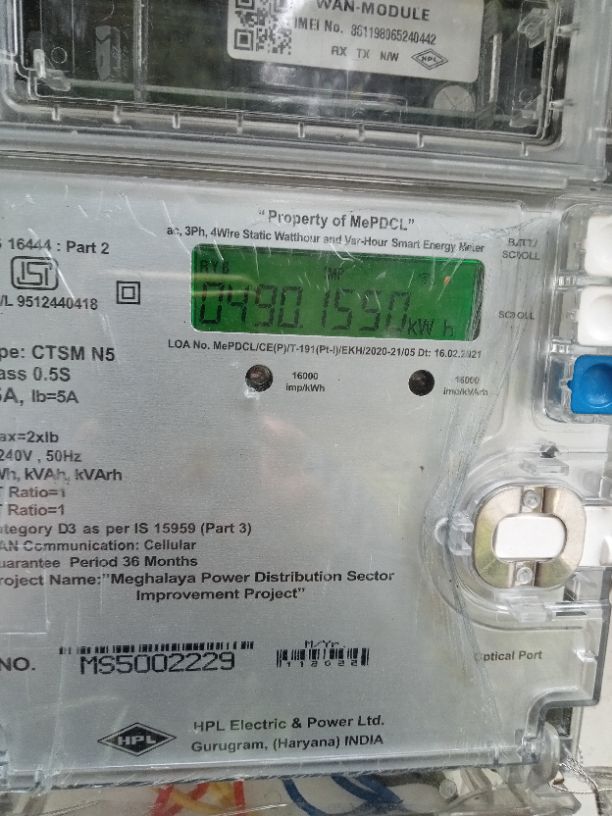 WAN-MODULE
IMEI No. 861198065240442
RX TX N/W HPL
"Property of MePDCL"
ac, 3Ph, 4Wire Static Watthour and Var-Hour Smart Energy Meter
16444 : Part 2
/L 9512440418
BATT/
SCROLL
RYB IMP
0490.1590 kWh
SCROLL
LOA No. MePDCL/CE(P)/T-191(Pt-I)/EKH/2020-21/05 Dt: 16.02.2021
pe: CTSM N5
ass 0.5S
5A, Ib=5A
16000
imp/kWh
16000
imp/kVArh
ax=2xIb
240V , 50Hz
Wh, kVAh, kVArh
T Ratio=1
T Ratio=1
ategory D3 as per IS 15959 (Part 3)
AN Communication: Cellular
uarantee Period 36 Months
roject Name:"Meghalaya Power Distribution Sector
Improvement Project"
NO. MS5002229
M/Yr.
Optical Port
HPL
HPL Electric & Power Ltd.
Gurugram, (Haryana) INDIA